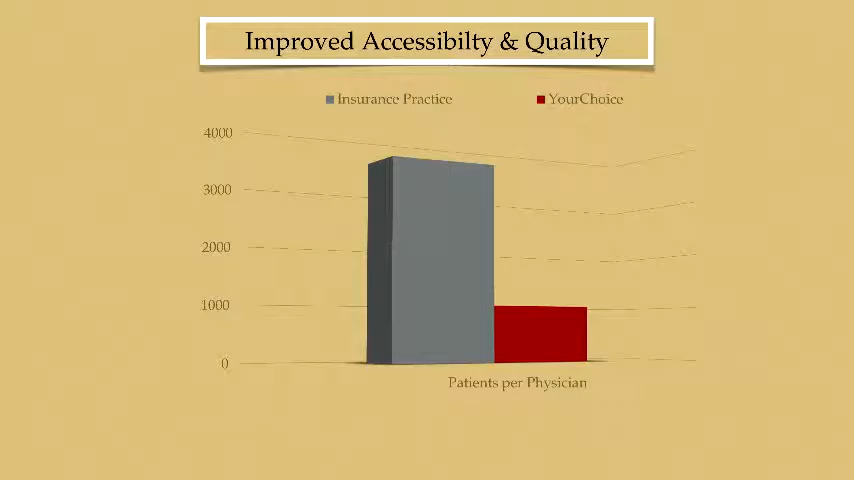 Improved Accessibilty & Quality
Insurance Practice YourChoice
4000
3000
2000
1000
0
Patients per Physician